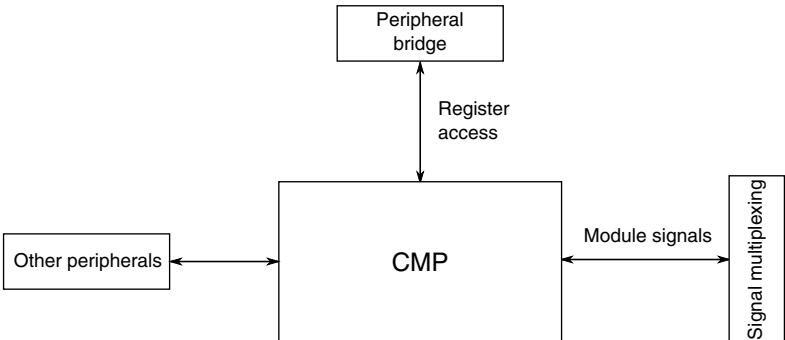 Peripheral
bridge
Register
access
Other peripherals
CMP
Module signals
Signal multiplexing